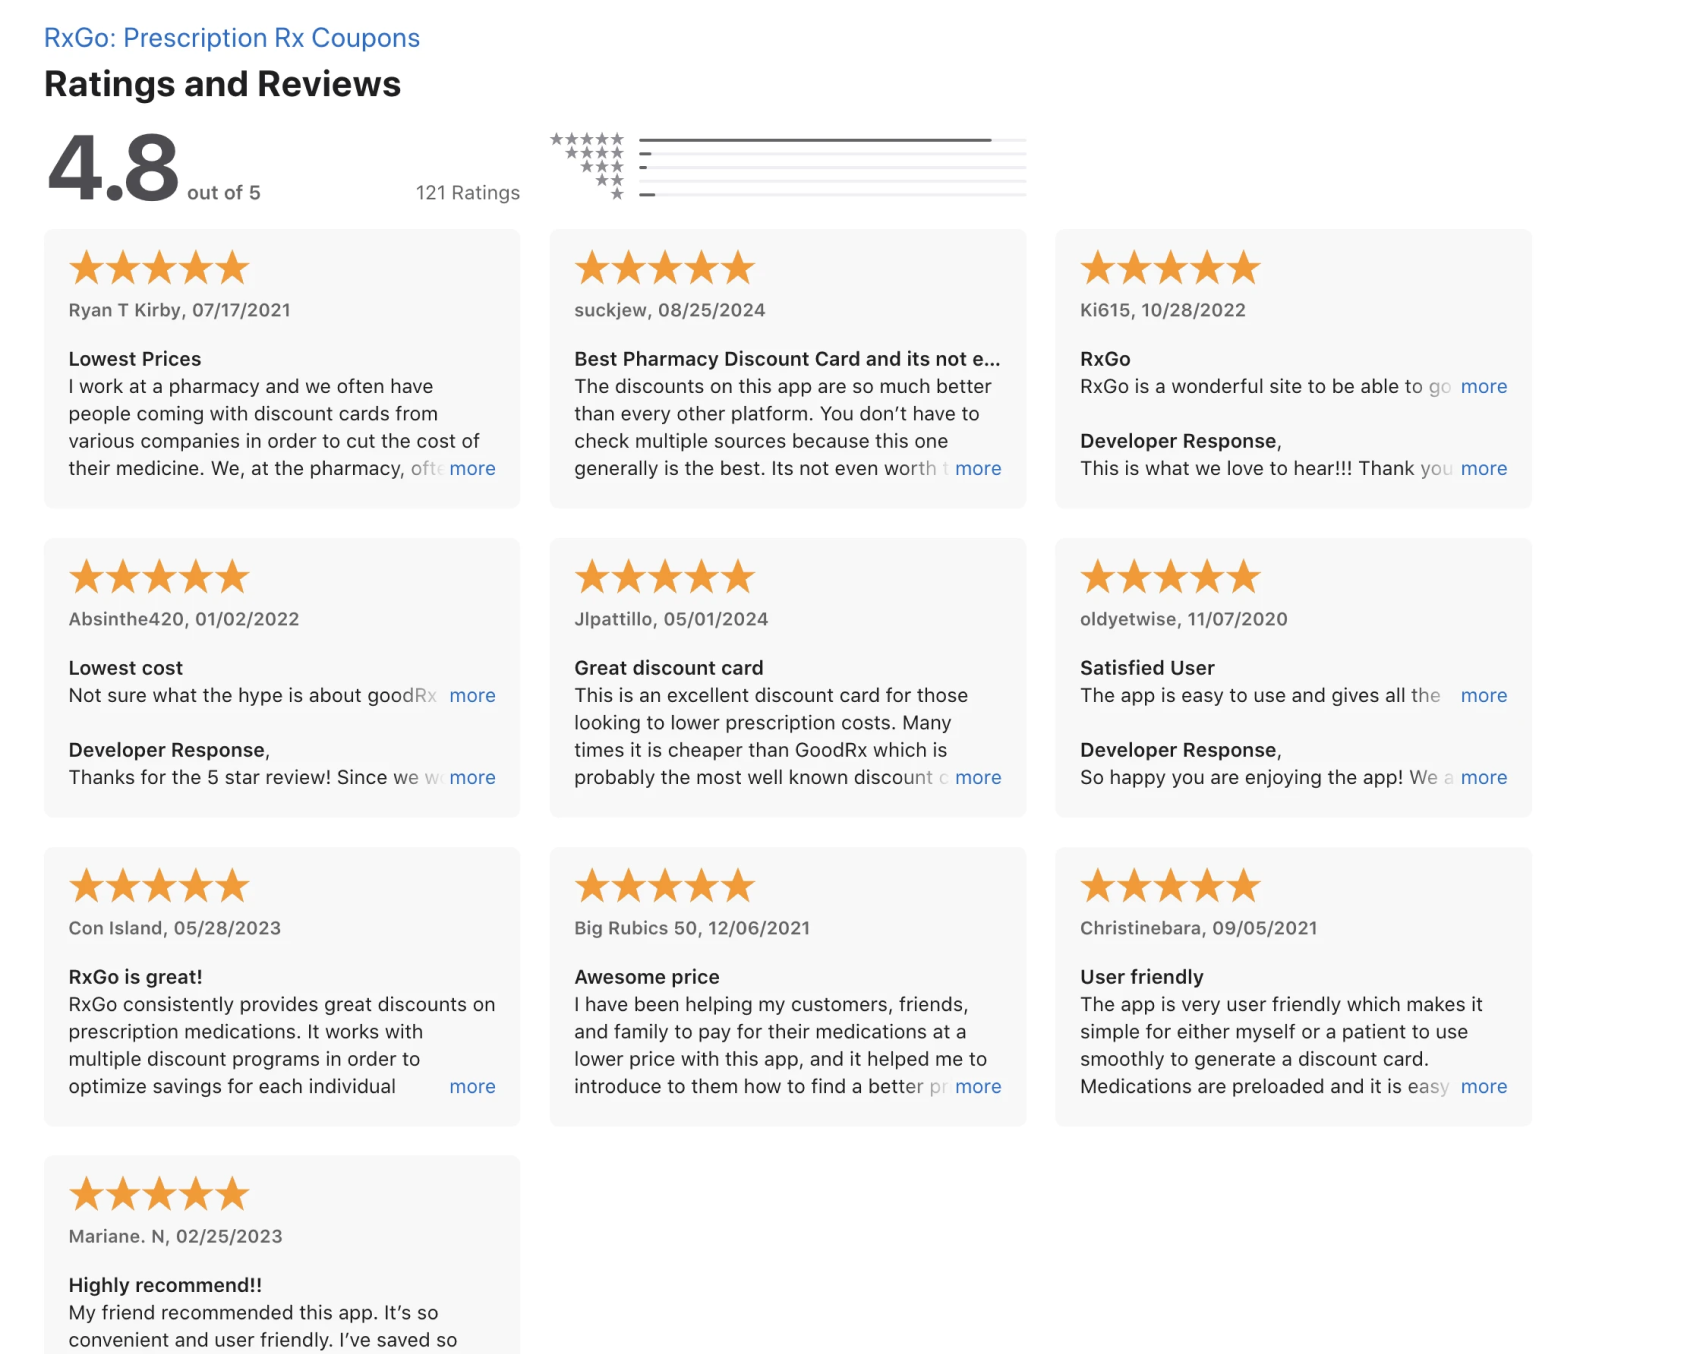 RxGo: Prescription Rx Coupons
Ratings and Reviews
4.8 out of 5
121 Ratings
Ryan T Kirby, 07/17/2021
Lowest Prices
I work at a pharmacy and we often have
people coming with discount cards from
various companies in order to cut the cost of
their medicine. We, at the pharmacy, ofte more
suckjew, 08/25/2024
Best Pharmacy Discount Card and its not e...
The discounts on this app are so much better
than every other platform. You don’t have to
check multiple sources because this one
generally is the best. Its not even worth t more
Ki615, 10/28/2022
RxGo
RxGo is a wonderful site to be able to go more
Developer Response,
This is what we love to hear!!! Thank you more
Absinthe420, 01/02/2022
Lowest cost
Not sure what the hype is about goodRx more
Developer Response,
Thanks for the 5 star review! Since we w more
Jlpattillo, 05/01/2024
Great discount card
This is an excellent discount card for those
looking to lower prescription costs. Many
times it is cheaper than GoodRx which is
probably the most well known discount c more
oldyetwise, 11/07/2020
Satisfied User
The app is easy to use and gives all the more
Developer Response,
So happy you are enjoying the app! We a more
Con Island, 05/28/2023
RxGo is great!
RxGo consistently provides great discounts on
prescription medications. It works with
multiple discount programs in order to
optimize savings for each individual more
Big Rubics 50, 12/06/2021
Awesome price
I have been helping my customers, friends,
and family to pay for their medications at a
lower price with this app, and it helped me to
introduce to them how to find a better pr more
Christinebara, 09/05/2021
User friendly
The app is very user friendly which makes it
simple for either myself or a patient to use
smoothly to generate a discount card.
Medications are preloaded and it is easy more
Mariane. N, 02/25/2023
Highly recommend!!
My friend recommended this app. It’s so
convenient and user friendly. I’ve saved so